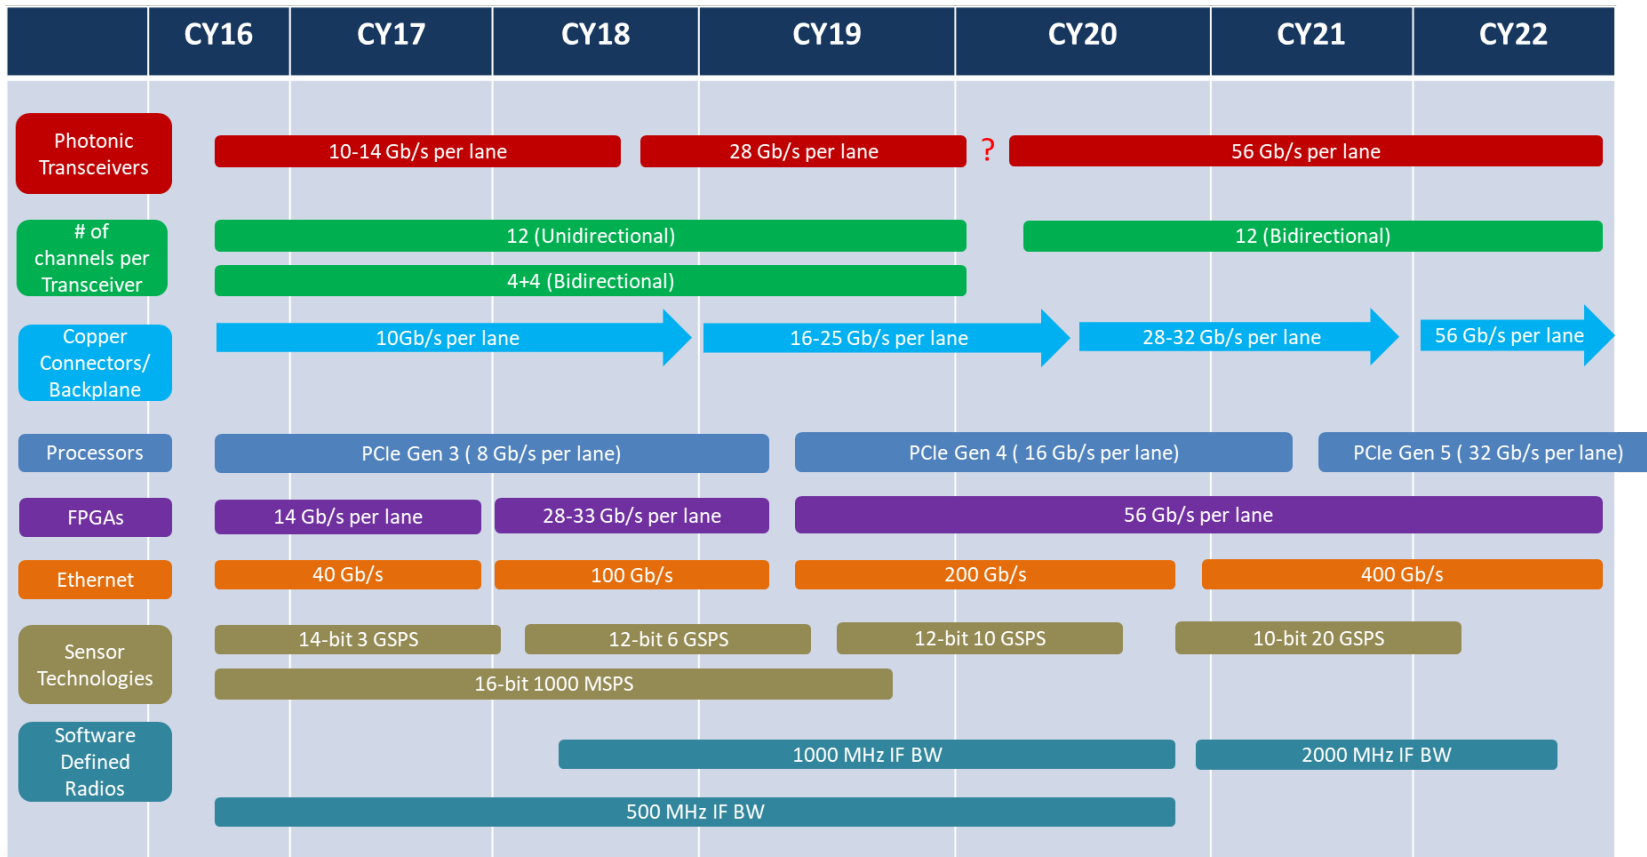 CY16 CY17 CY18 CY19 CY20 CY21 CY22
Photonic
Transceivers
10-14 Gb/s per lane
28 Gb/s per lane
?
56 Gb/s per lane
# of
channels per
Transceiver
12 (Unidirectional)
12 (Bidirectional)
4+4 (Bidirectional)
Copper
Connectors/
Backplane
10Gb/s per lane
16-25 Gb/s per lane
28-32 Gb/s per lane
56 Gb/s per lane
Processors
PCIe Gen 3 ( 8 Gb/s per lane)
PCIe Gen 4 ( 16 Gb/s per lane)
PCIe Gen 5 ( 32 Gb/s per lane)
FPGAs
14 Gb/s per lane
28-33 Gb/s per lane
56 Gb/s per lane
Ethernet
40 Gb/s
100 Gb/s
200 Gb/s
400 Gb/s
Sensor
Technologies
14-bit 3 GSPS
12-bit 6 GSPS
12-bit 10 GSPS
10-bit 20 GSPS
16-bit 1000 MSPS
Software
Defined
Radios
1000 MHz IF BW
2000 MHz IF BW
500 MHz IF BW